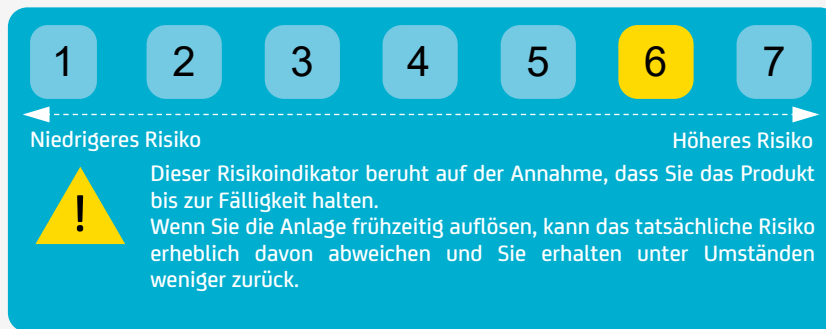 1 2 3 4 5 6 7
Niedrigeres Risiko Höheres Risiko
!
Dieser Risikoindikator beruht auf der Annahme, dass Sie das Produkt
bis zur Fälligkeit halten.
Wenn Sie die Anlage frühzeitig auflösen, kann das tatsächliche Risiko
erheblich davon abweichen und Sie erhalten unter Umständen
weniger zurück.